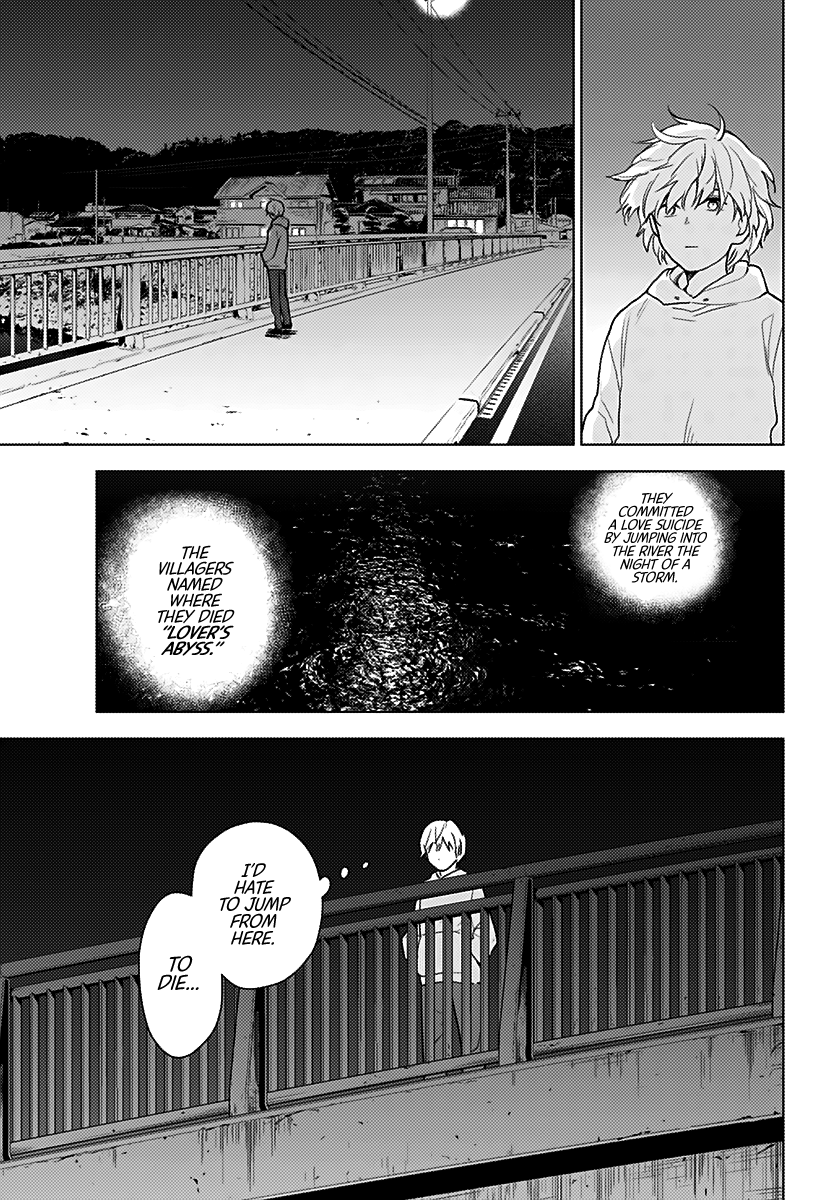 THEY
COMMITTED
A LOVE SUICIDE
BY JUMPING INTO
THE RIVER THE
NIGHT OF A
STORM.
THE
VILLAGERS
NAMED
WHERE
THEY DIED
"LOVER'S
ABYSS."
I'D
HATE
TO JUMP
FROM
HERE.
TO
DIE...